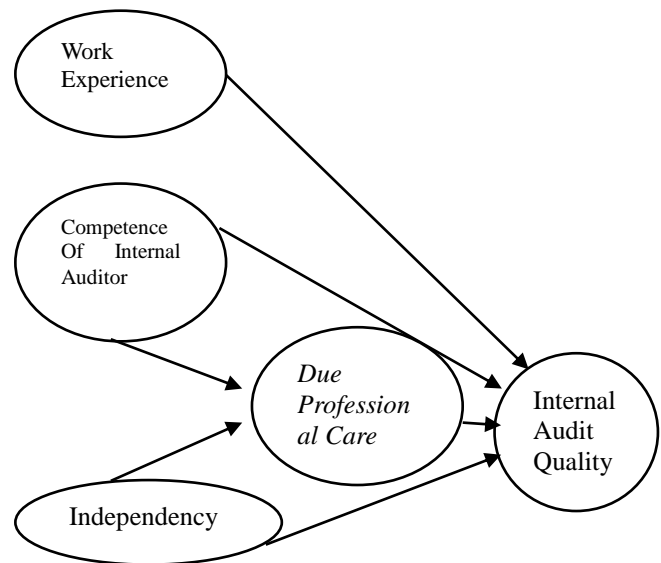 Work
Experience
Competence
Of Internal
Auditor
Due
Profession
al Care
Internal
Audit
Quality
Independency